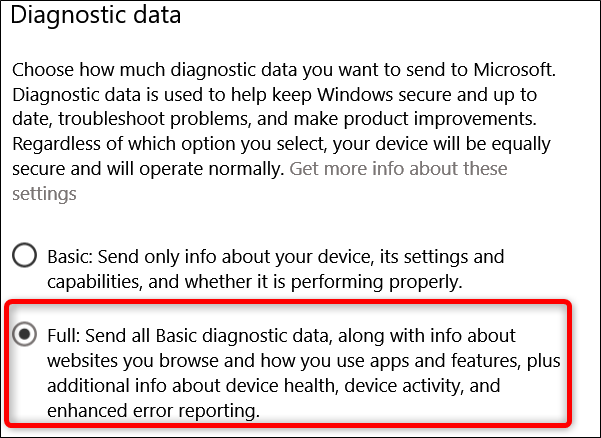 Diagnostic data
Choose how much diagnostic data you want to send to Microsoft.
Diagnostic data is used to help keep Windows secure and up to
date, troubleshoot problems, and make product improvements.
Regardless of which option you select, your device will be equally
secure and will operate normally. Get more info about these
settings
Basic: Send only info about your device, its settings and
capabilities, and whether it is performing properly.
Full: Send all Basic diagnostic data, along with info about
websites you browse and how you use apps and features, plus
additional info about device health, device activity, and
enhanced error reporting.